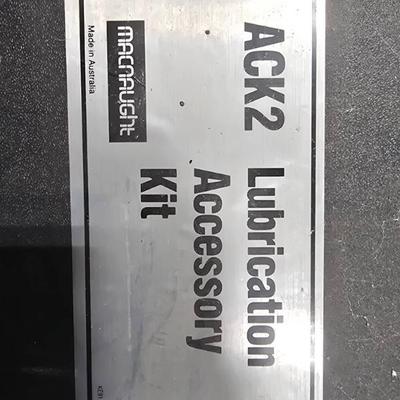 ACK2 Lubrication
Accessory
Kit
macnaught
Made in Australia